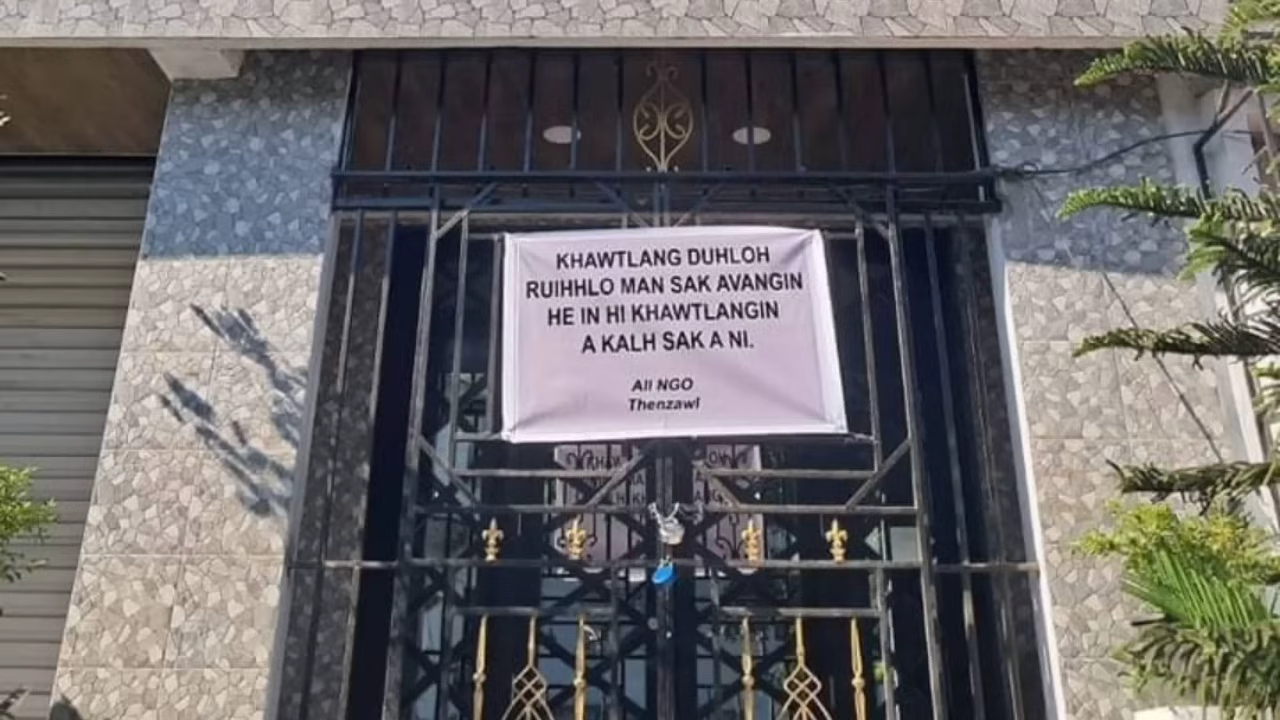 KHAWTLANG DUHLOH
RUIHHLO MAN SAK AVANGIN
HE IN HI KHAWTLANGIN
A KALH SAK A NI.
All NGO
Thenzawl